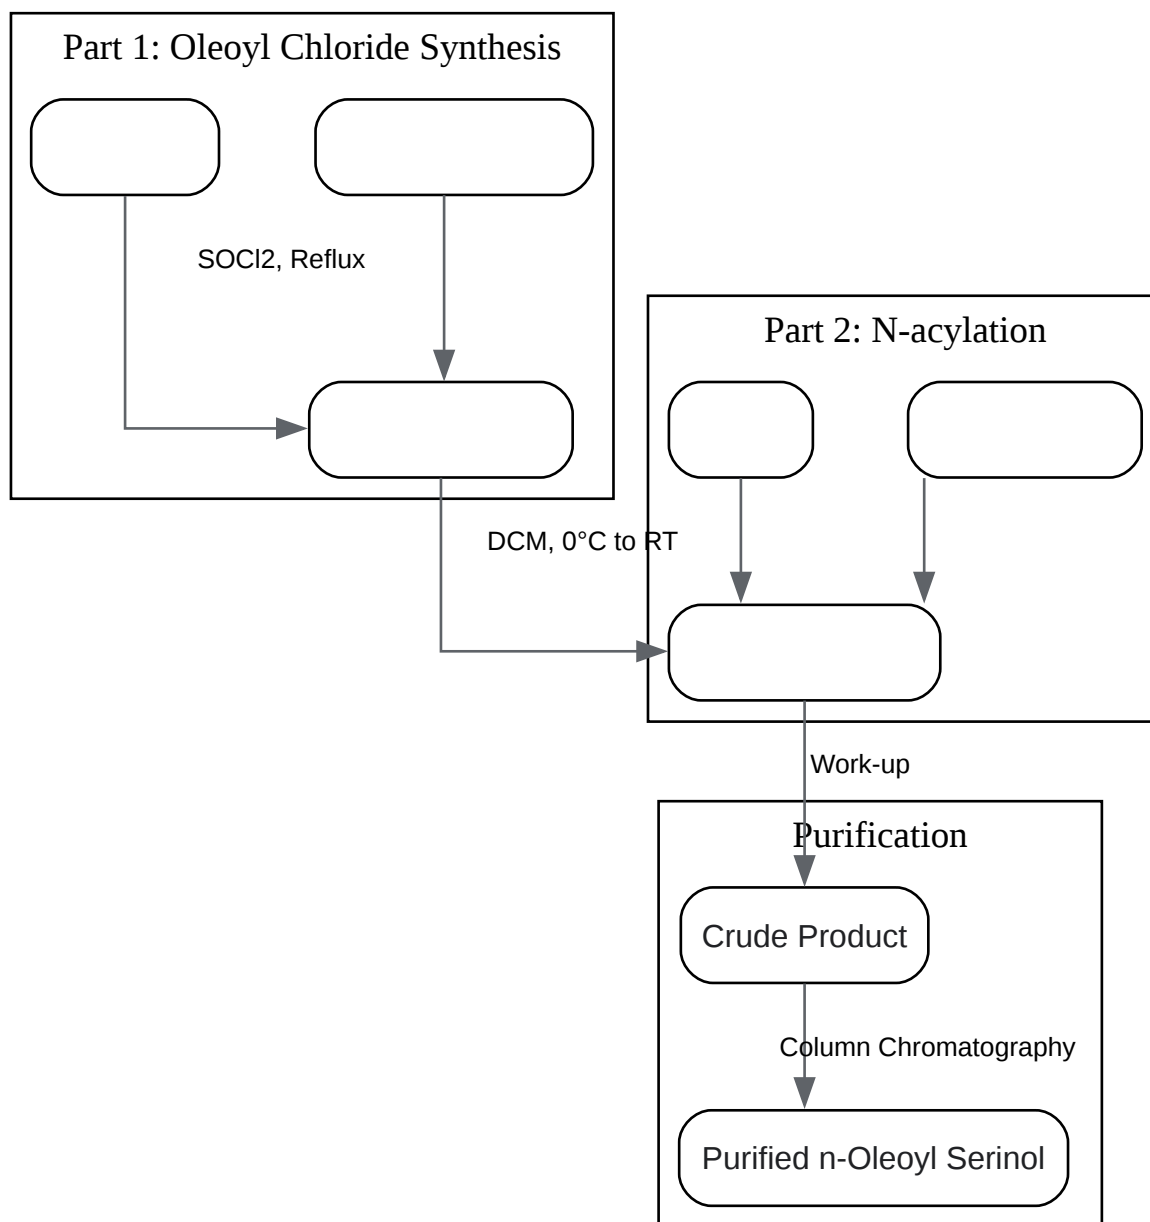 Part 1: Oleoyl Chloride Synthesis
SOCl2, Reflux
Part 2: N-acylation
DCM, 0°C to RT
Work-up
Purification
Crude Product
Column Chromatography
Purified n-Oleoyl Serinol